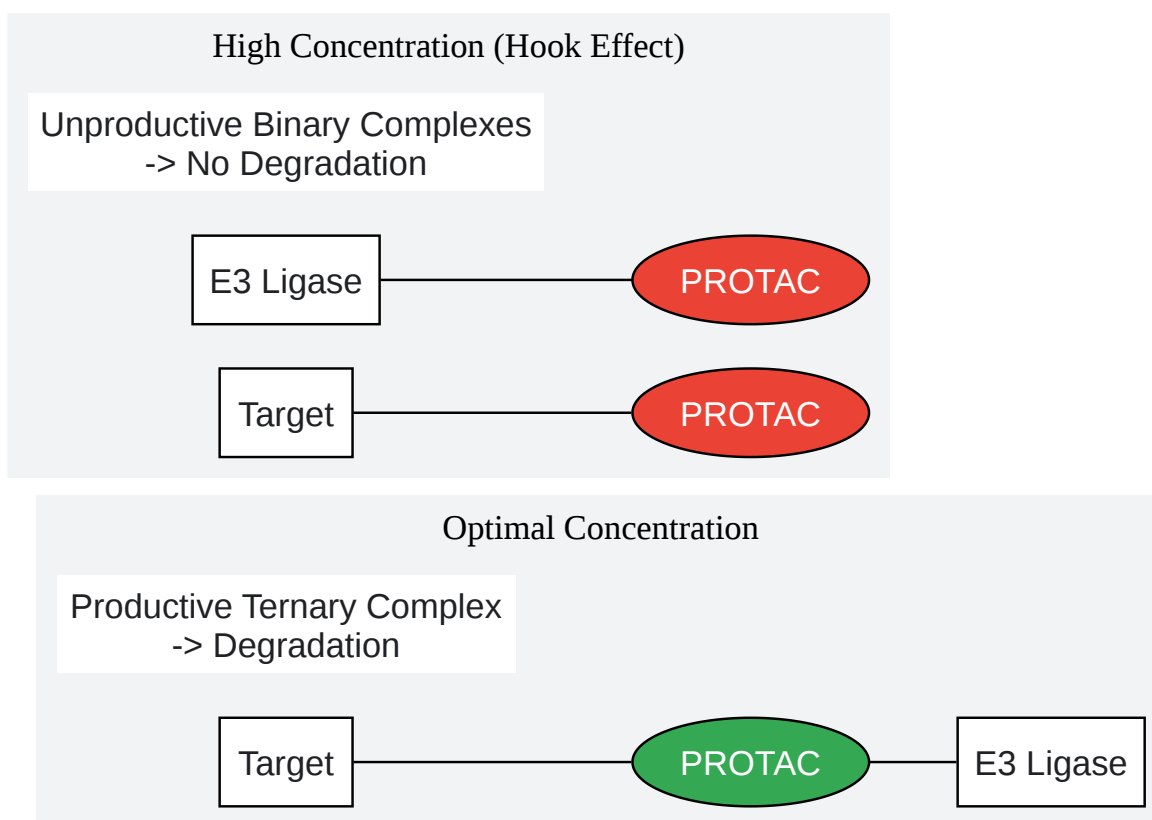 High Concentration (Hook Effect)
Unproductive Binary Complexes
-> No Degradation
E3 Ligase
PROTAC
Target
PROTAC
Optimal Concentration
Productive Ternary Complex
-> Degradation
Target
PROTAC
E3 Ligase